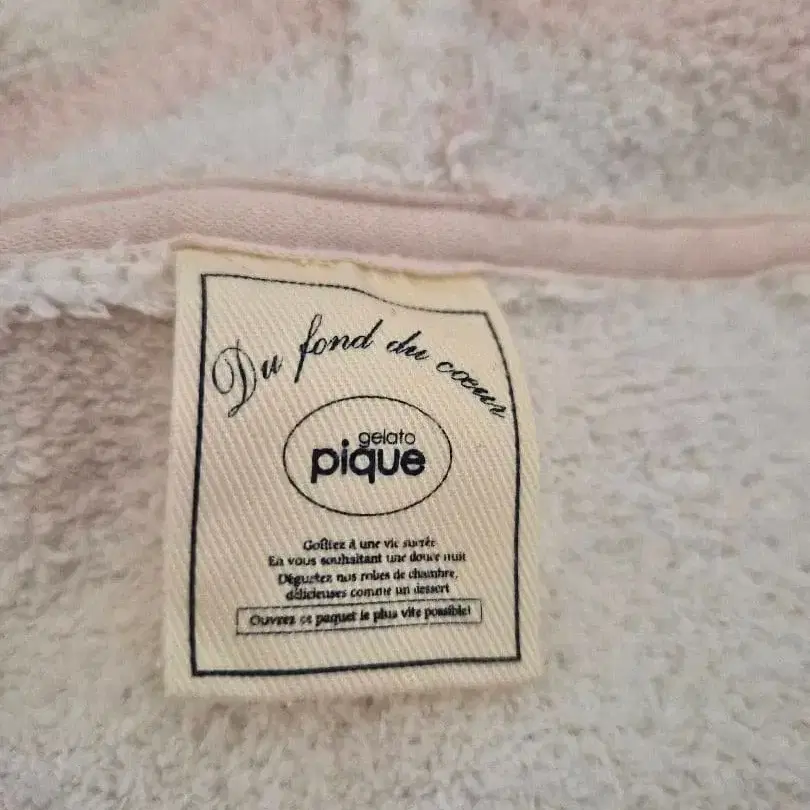 Du fond du cœur
gelato
pique
Goûtez à une vie sucrée
En vous souhaitant une douce nuit
Dégustez nos robes de chambre,
délicieuses comme un dessert
Ouvrez ce paquet le plus vite possible!